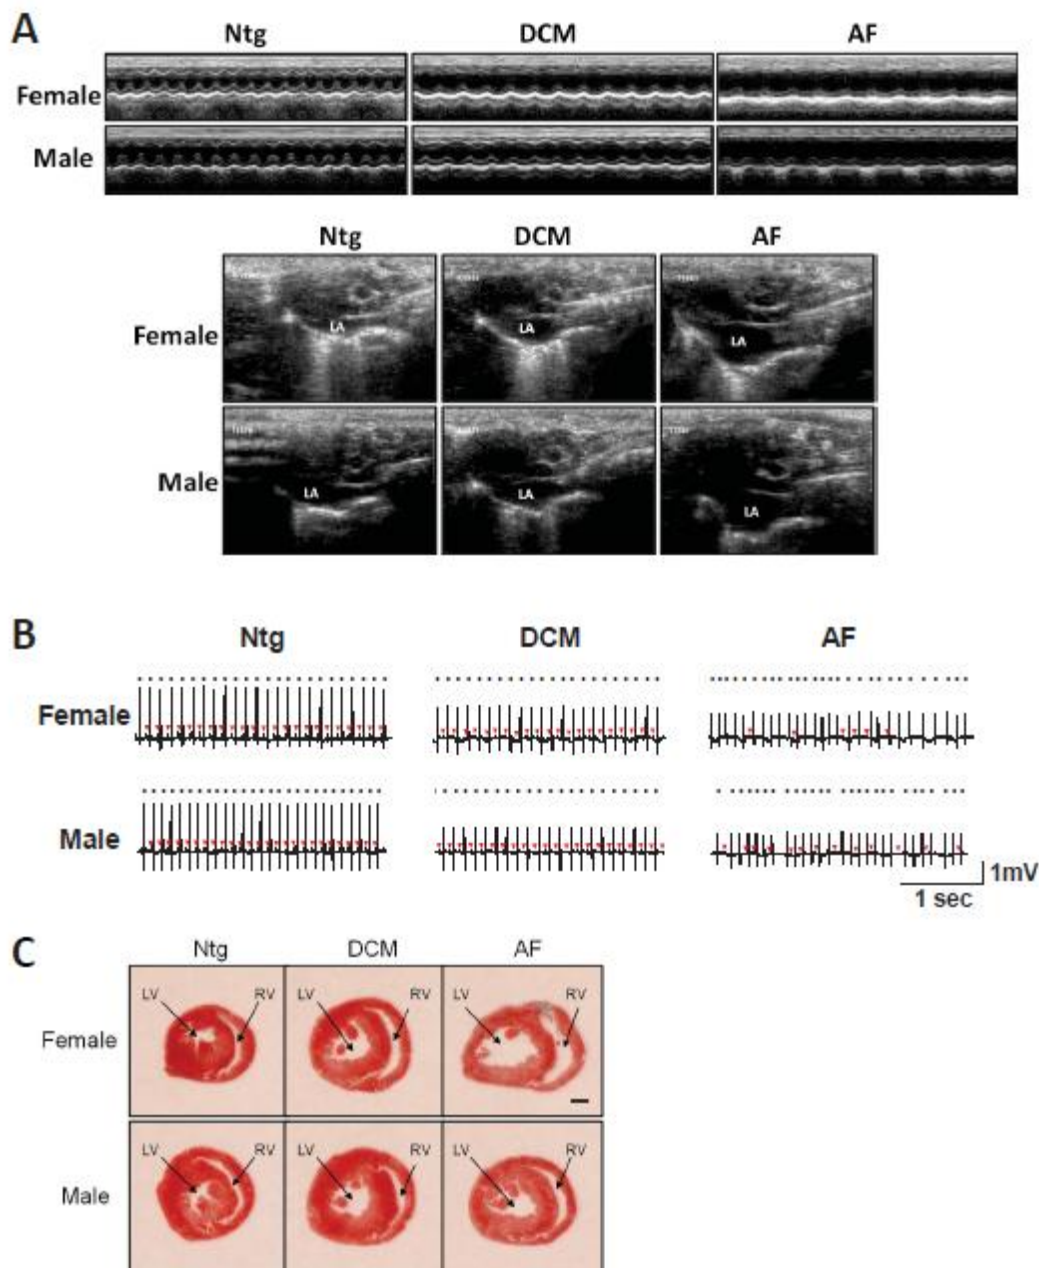 A
Ntg DCM AF
Female
Male
Ntg DCM AF
Female
LA LA LA
Male
LA LA LA
B
Ntg DCM AF
Female
Male
1mV
1 sec
C
Ntg DCM AF
LV RV LV RV LV RV
Female
LV RV LV RV LV RV
Male